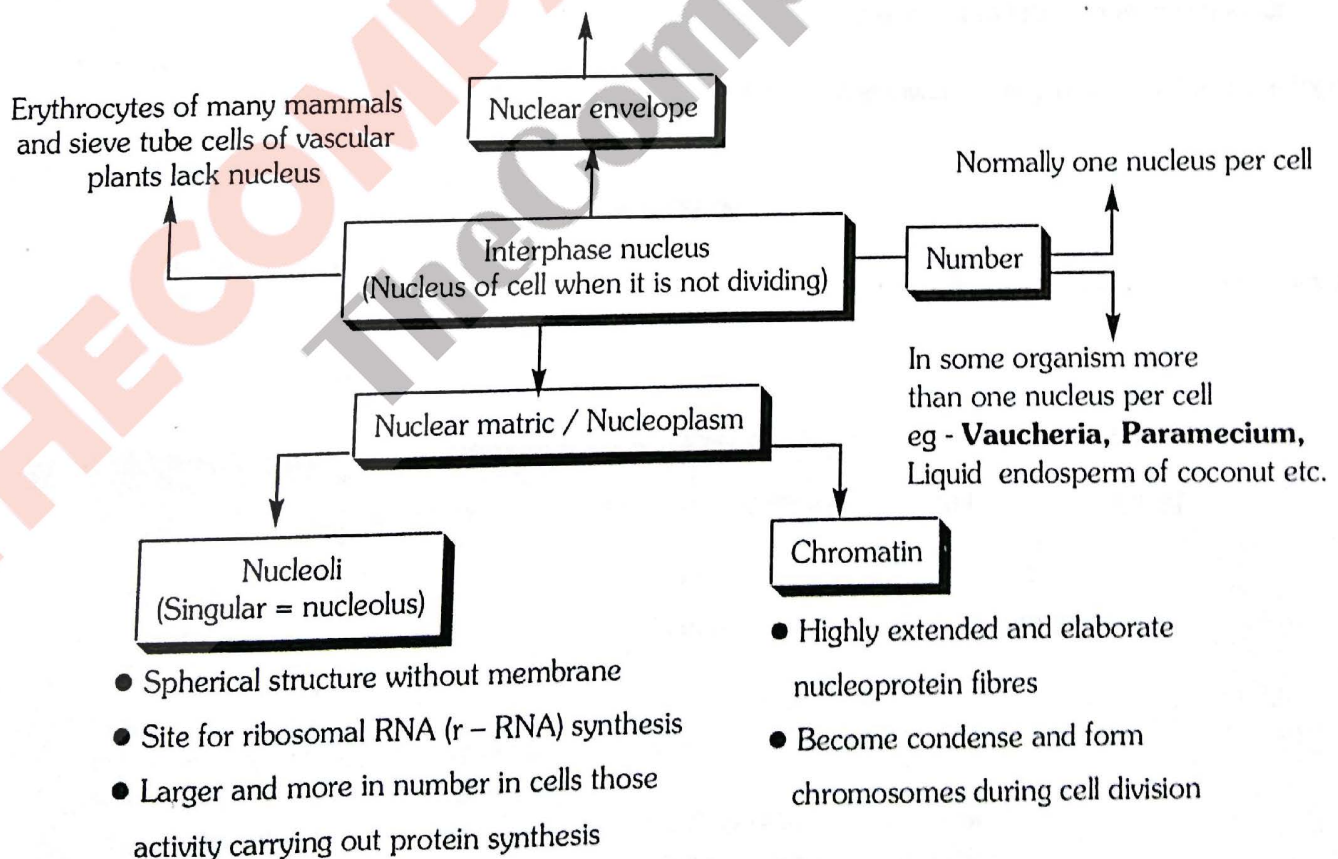 Nuclear envelope
Erythrocytes of many mammals
and sieve tube cells of vascular
plants lack nucleus
Normally one nucleus per cell
Interphase nucleus
(Nucleus of cell when it is not dividing)
Number
In some organism more
than one nucleus per cell
eg - Vaucheria, Paramecium,
Liquid endosperm of coconut etc.
Nuclear matric / Nucleoplasm
Nucleoli
(Singular = nucleolus)
● Spherical structure without membrane
● Site for ribosomal RNA (r – RNA) synthesis
● Larger and more in number in cells those
activity carrying out protein synthesis
Chromatin
● Highly extended and elaborate
nucleoprotein fibres
● Become condense and form
chromosomes during cell division
THECOMP
TheComp